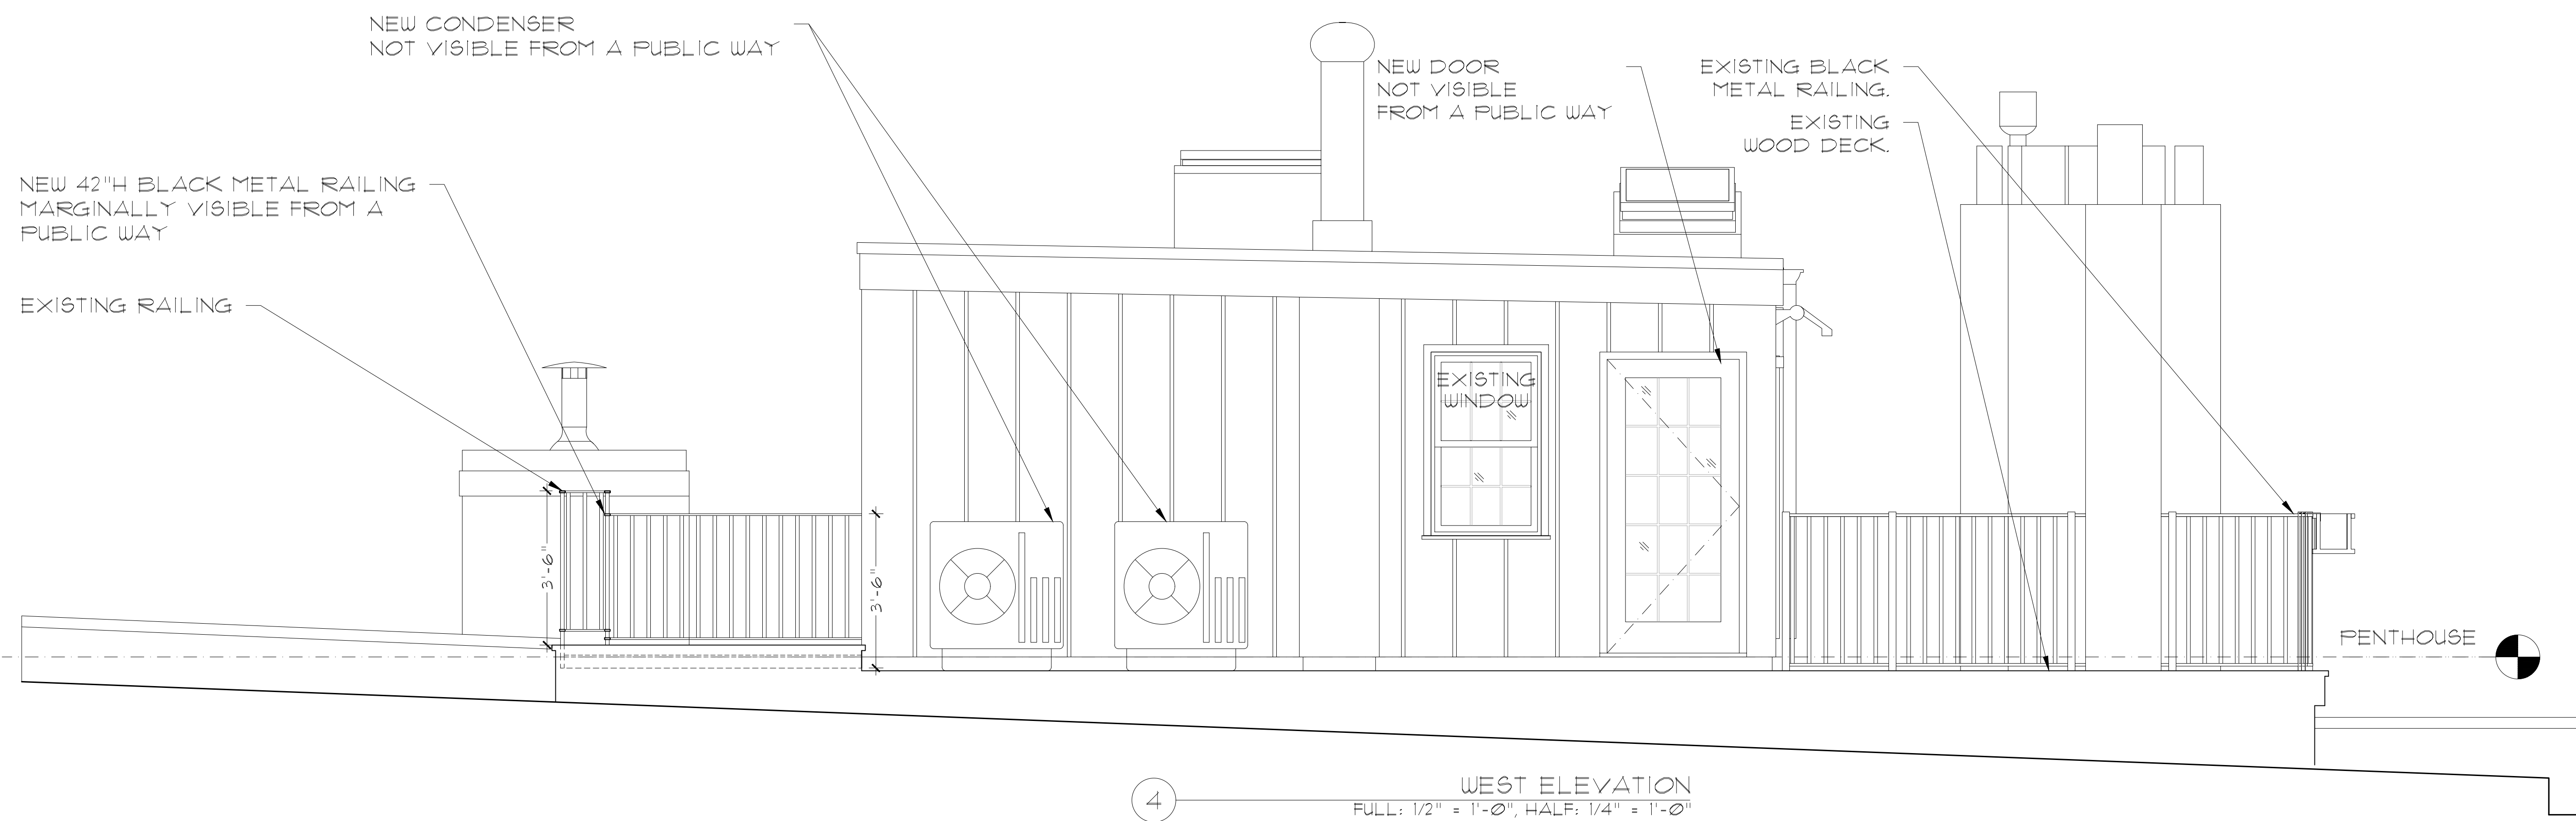 NEW CONDENSER
NOT VISIBLE FROM A PUBLIC WAY
NEW DOOR
NOT VISIBLE
FROM A PUBLIC WAY
EXISTING BLACK
METAL RAILING.
EXISTING
WOOD DECK.
NEW 42"H BLACK METAL RAILING
MARGINALLY VISIBLE FROM A
PUBLIC WAY
EXISTING RAILING
EXISTING
WINDOW
3'-6"
3'-6"
PENTHOUSE
4
WEST ELEVATION
FULL: 1/2" = 1'-0", HALF: 1/4" = 1'-0"